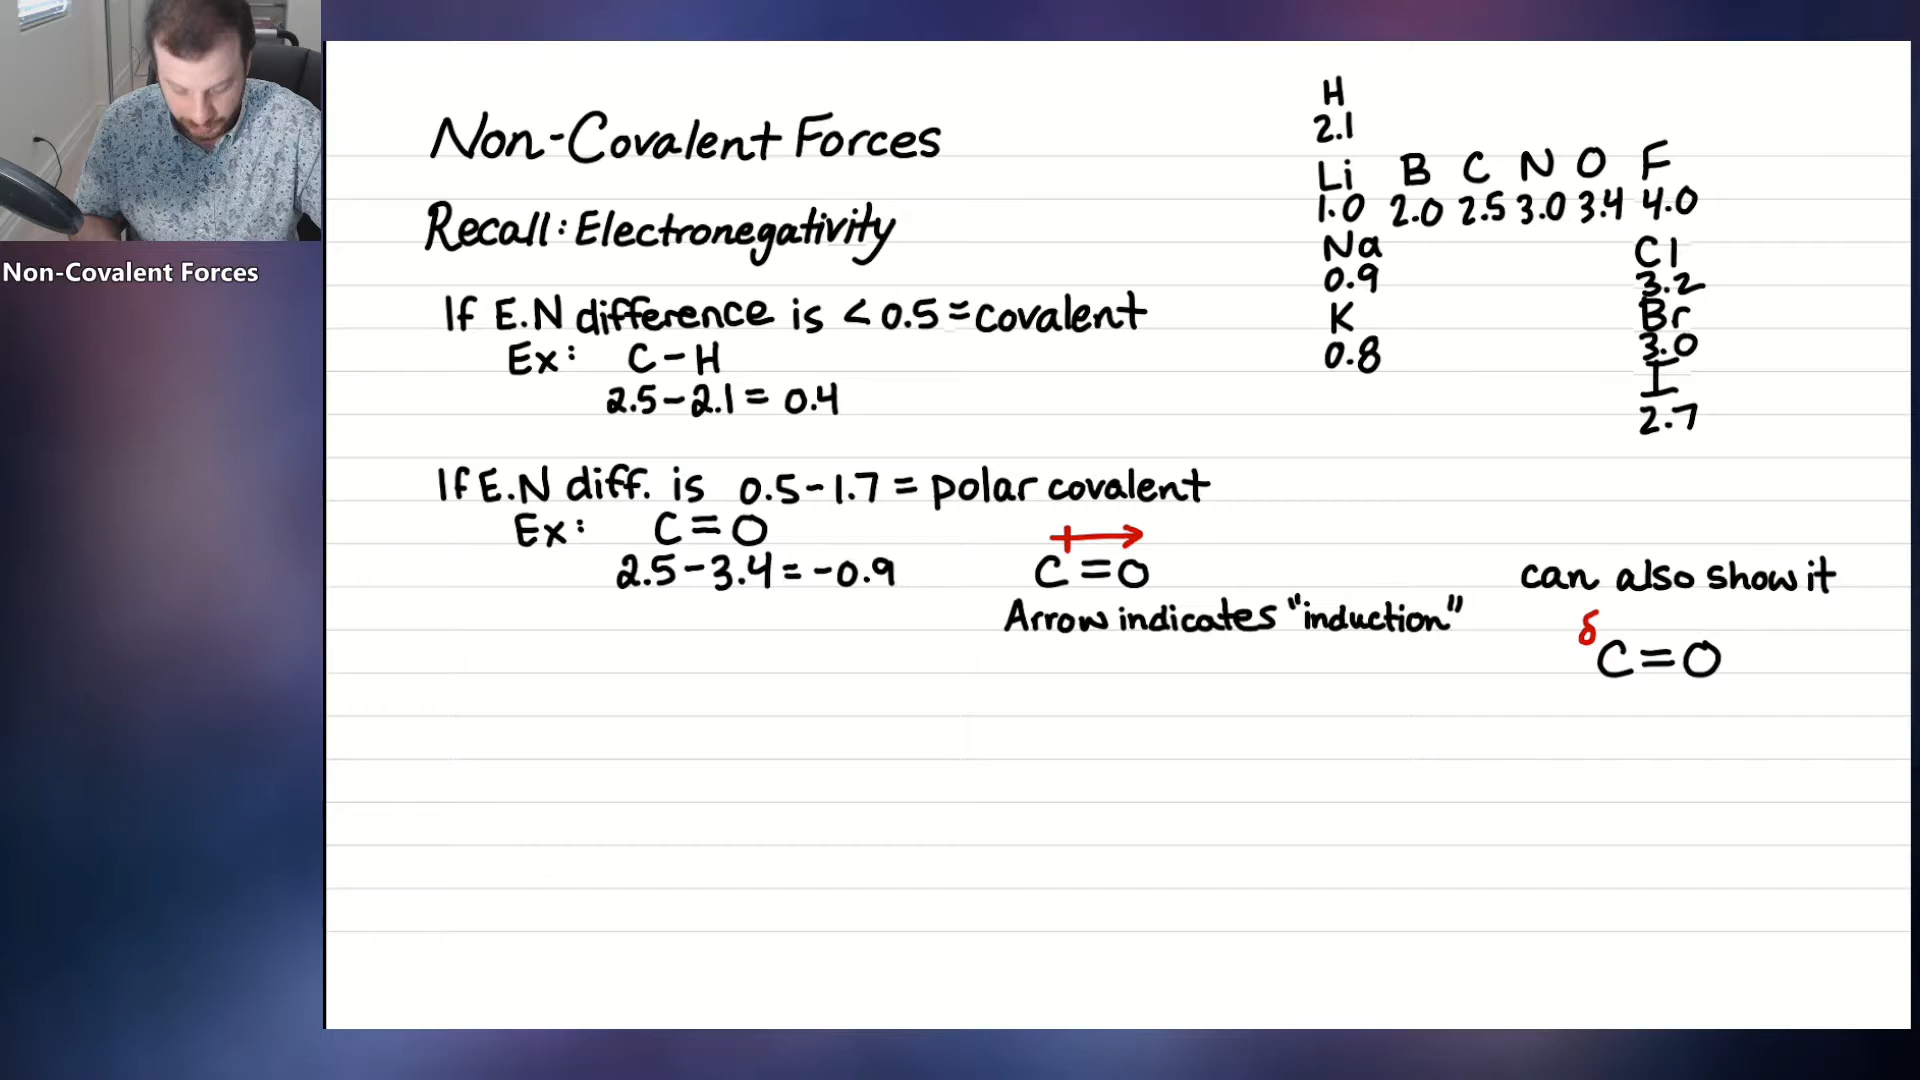 Non-Covalent Forces
Non-Covalent Forces
Recall: Electronegativity
If E.N difference is < 0.5 = covalent
Ex: C-H
2.5-2.1 = 0.4
If E.N diff. is 0.5-1.7 = polar covalent
Ex: C=O
2.5-3.4 = -0.9
C=O
Arrow indicates "induction"
can also show it
δ
C=O
H
2.1
Li B C N O F
1.0 2.0 2.5 3.0 3.4 4.0
Na Cl
0.9 3.2
K Br
0.8 3.0
I
2.7